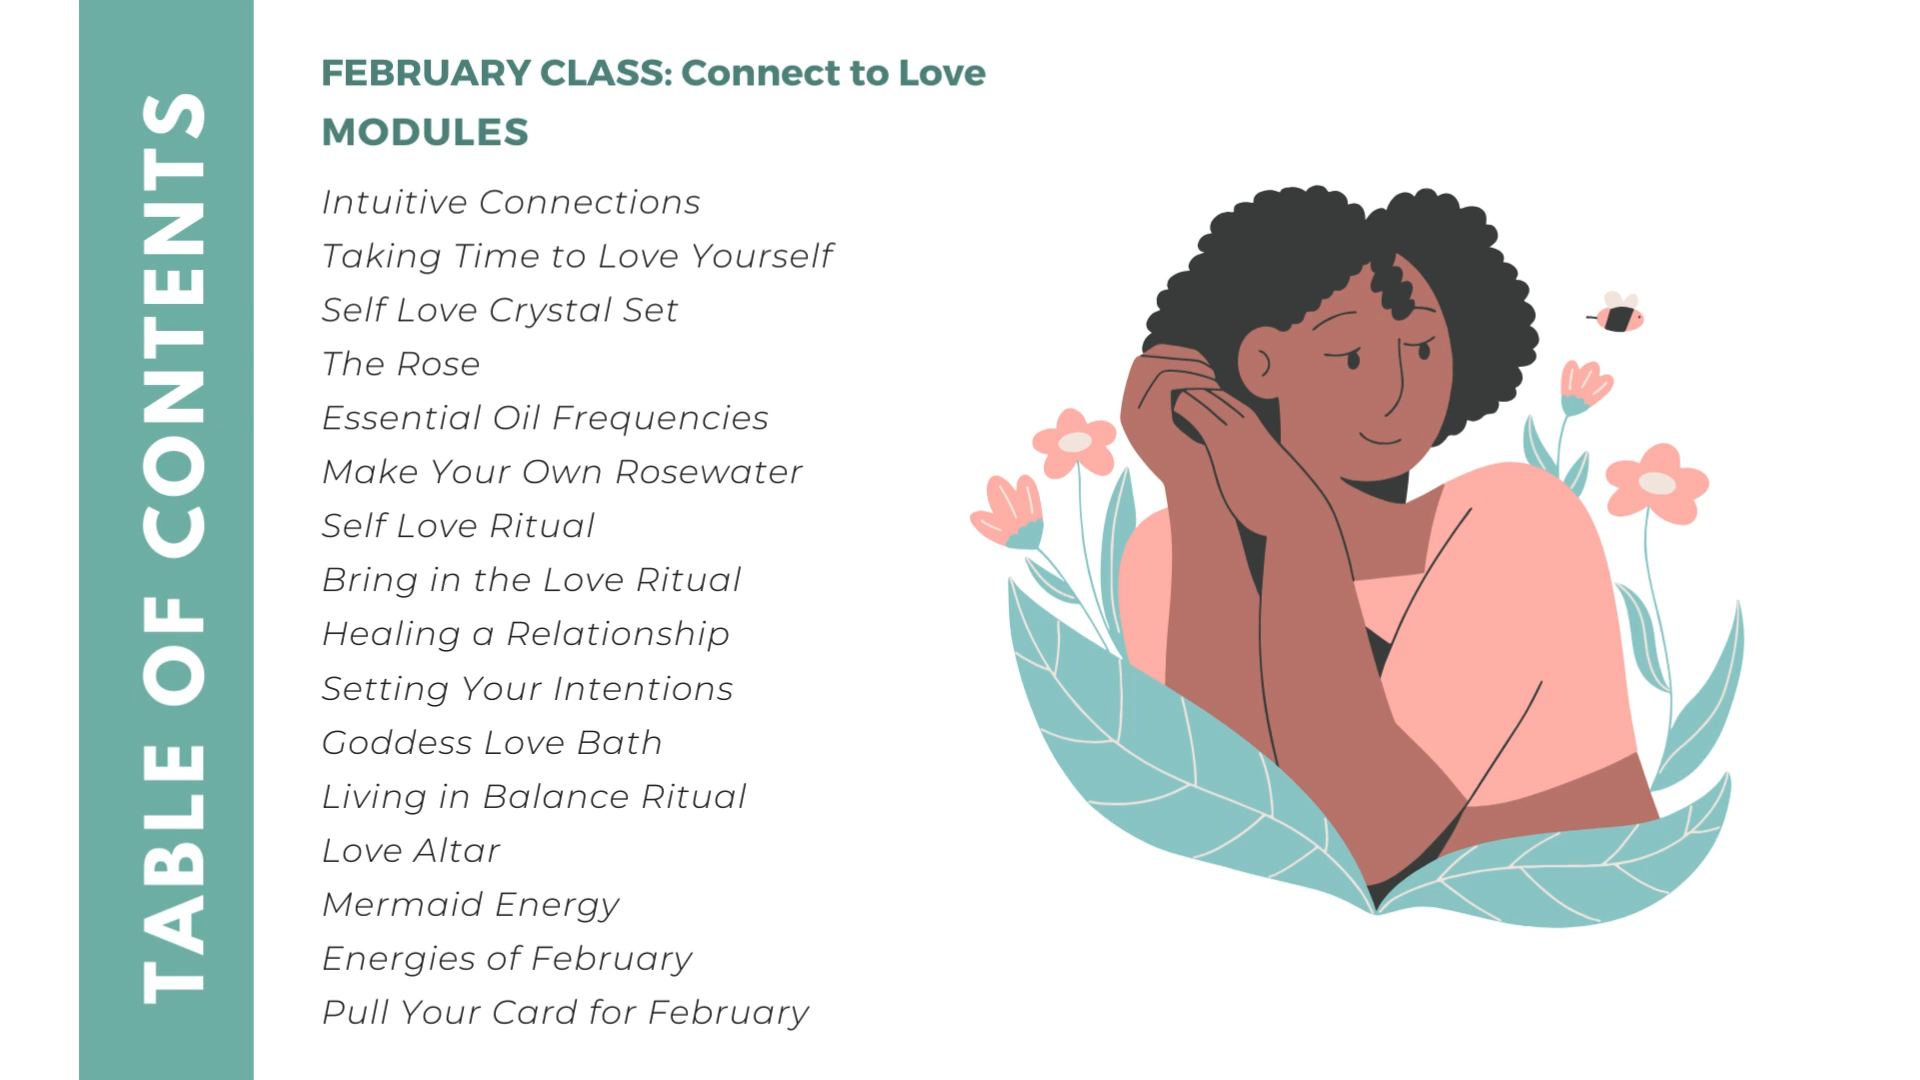 TABLE OF CONTENTS
FEBRUARY CLASS: Connect to Love
MODULES
Intuitive Connections
Taking Time to Love Yourself
Self Love Crystal Set
The Rose
Essential Oil Frequencies
Make Your Own Rosewater
Self Love Ritual
Bring in the Love Ritual
Healing a Relationship
Setting Your Intentions
Goddess Love Bath
Living in Balance Ritual
Love Altar
Mermaid Energy
Energies of February
Pull Your Card for February